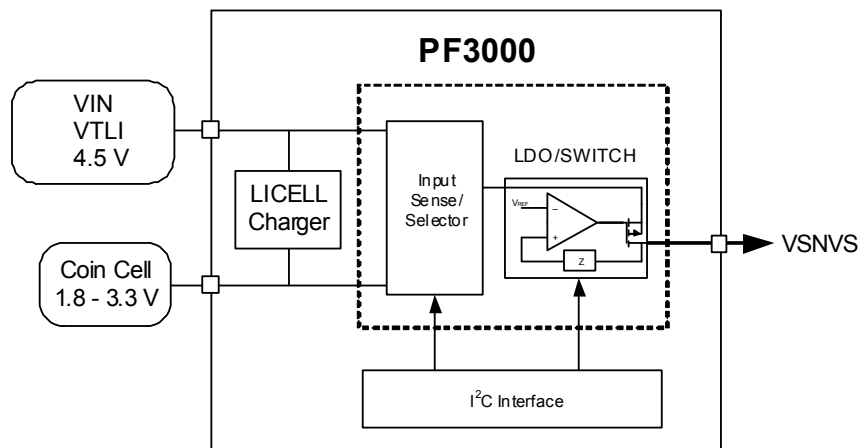 PF3000
VIN
VTLI
4.5 V
LICELL
Charger
Coin Cell
1.8 - 3.3 V
Input
Sense/
Selector
LDO/SWITCH
VREF
–
+
Z
VSNVS
I²C Interface